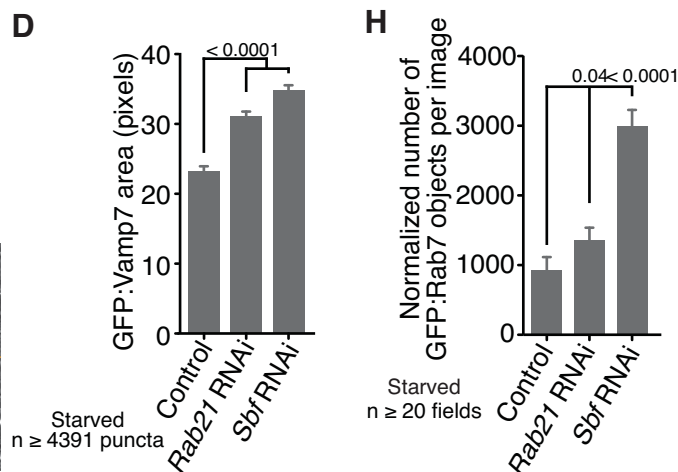 D
GFP:Vamp7 area (pixels)
40
30
20
10
0
< 0.0001
Control
Rab21 RNAi
Sbf RNAi
Starved
n ≥ 4391 puncta
H
Normalized number of
GFP:Rab7 objects per image
4000
3000
2000
1000
0
0.04< 0.0001
Control
Rab21 RNAi
Sbf RNAi
Starved
n ≥ 20 fields